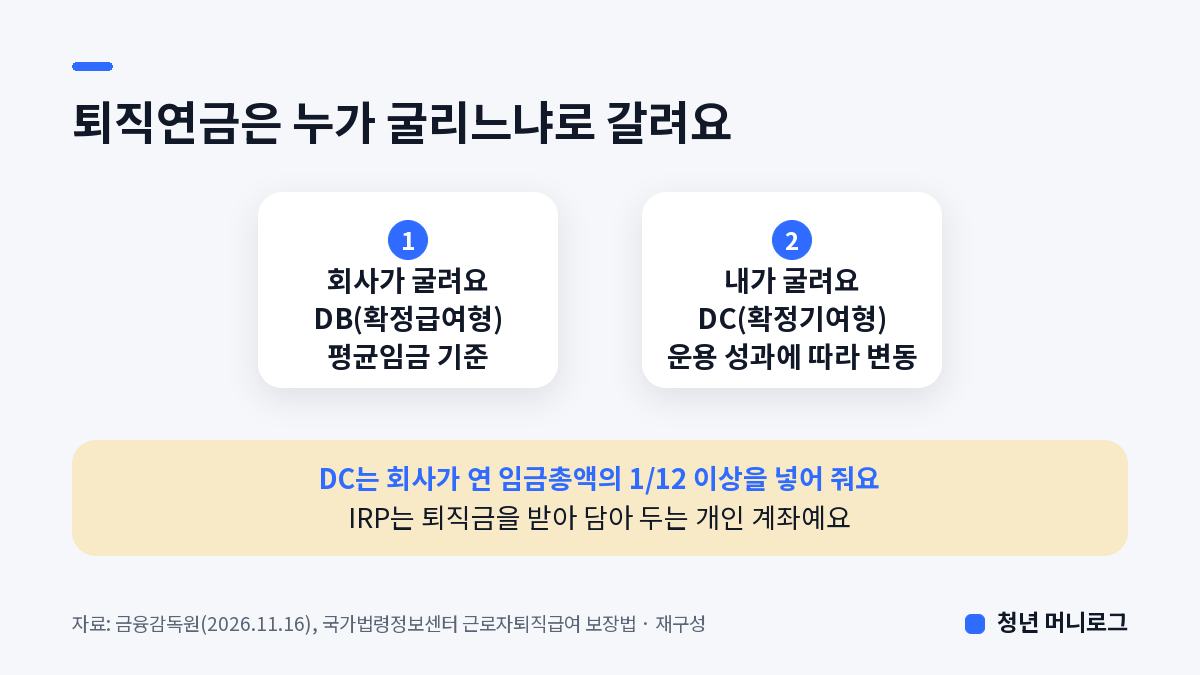 퇴직연금은 누가 굴리느냐로 갈려요
1
회사가 굴려요
DB(확정급여형)
평균임금 기준
2
내가 굴려요
DC(확정기여형)
운용 성과에 따라 변동
DC는 회사가 연 임금총액의 1/12 이상을 넣어 줘요
IRP는 퇴직금을 받아 담아 두는 개인 계좌예요
자료: 금융감독원(2026.11.16), 국가법령정보센터 근로자퇴직급여 보장법 · 재구성
청년 머니로그